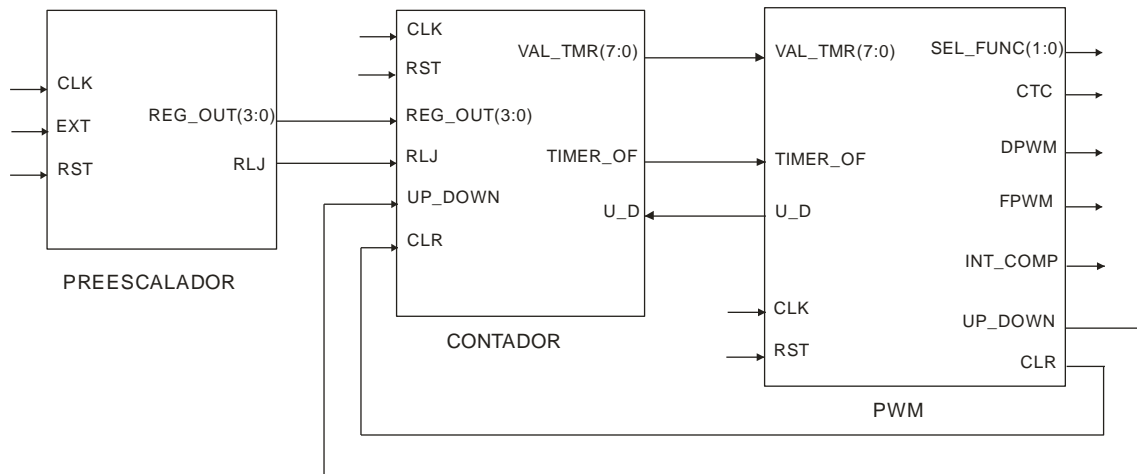 CLK
EXT
RST
REG_OUT(3:0)
RLJ
PREESCALADOR
CLK
RST
REG_OUT(3:0)
RLJ
UP_DOWN
CLR
VAL_TMR(7:0)
TIMER_OF
U_D
CONTADOR
VAL_TMR(7:0)
TIMER_OF
U_D
CLK
RST
SEL_FUNC(1:0)
CTC
DPWM
FPWM
INT_COMP
UP_DOWN
CLR
PWM